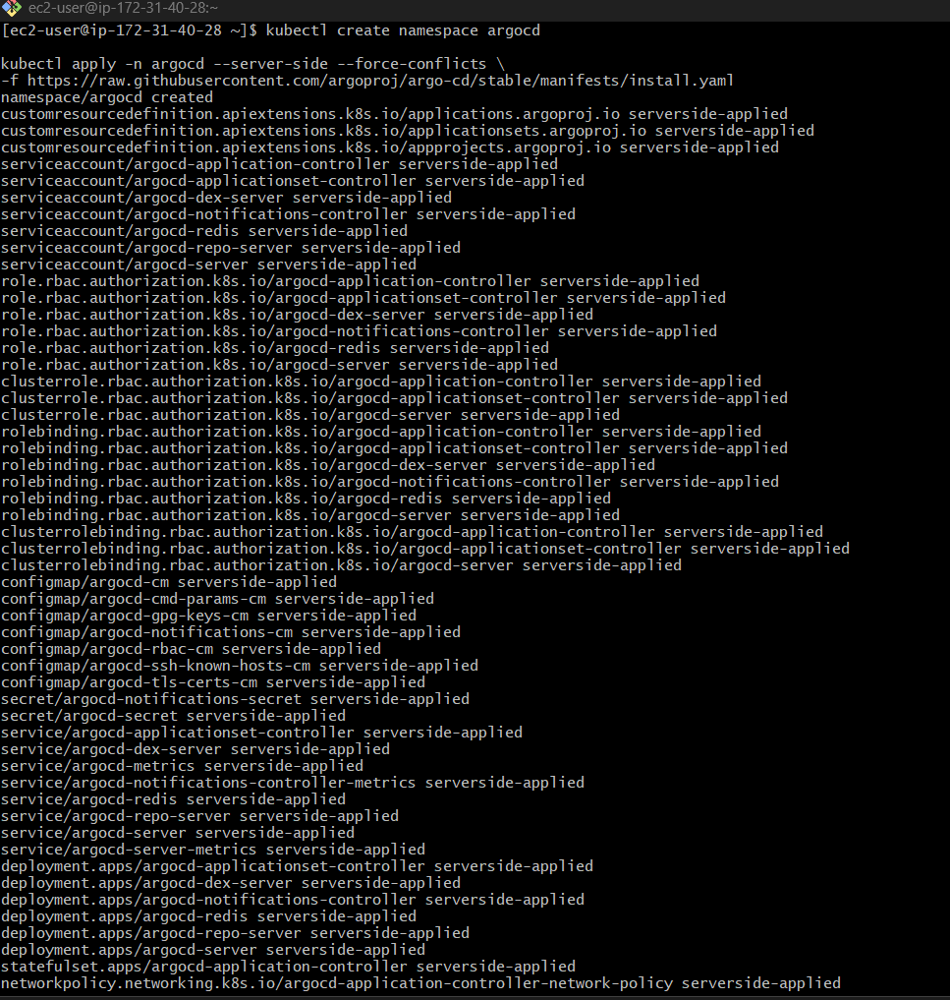 ec2-user@ip-172-31-40-28:~
[ec2-user@ip-172-31-40-28 ~]$ kubectl create namespace argocd
kubectl apply -n argocd --server-side --force-conflicts \
-f https://raw.githubusercontent.com/argoproj/argo-cd/stable/manifests/install.yaml
namespace/argocd created
customresourcedefinition.apiextensions.k8s.io/applications.argoproj.io serverside-applied
customresourcedefinition.apiextensions.k8s.io/applicationsets.argoproj.io serverside-applied
customresourcedefinition.apiextensions.k8s.io/appprojects.argoproj.io serverside-applied
serviceaccount/argocd-application-controller serverside-applied
serviceaccount/argocd-applicationset-controller serverside-applied
serviceaccount/argocd-dex-server serverside-applied
serviceaccount/argocd-notifications-controller serverside-applied
serviceaccount/argocd-redis serverside-applied
serviceaccount/argocd-repo-server serverside-applied
serviceaccount/argocd-server serverside-applied
role.rbac.authorization.k8s.io/argocd-application-controller serverside-applied
role.rbac.authorization.k8s.io/argocd-applicationset-controller serverside-applied
role.rbac.authorization.k8s.io/argocd-dex-server serverside-applied
role.rbac.authorization.k8s.io/argocd-notifications-controller serverside-applied
role.rbac.authorization.k8s.io/argocd-redis serverside-applied
role.rbac.authorization.k8s.io/argocd-server serverside-applied
clusterrole.rbac.authorization.k8s.io/argocd-application-controller serverside-applied
clusterrole.rbac.authorization.k8s.io/argocd-applicationset-controller serverside-applied
clusterrole.rbac.authorization.k8s.io/argocd-server serverside-applied
rolebinding.rbac.authorization.k8s.io/argocd-application-controller serverside-applied
rolebinding.rbac.authorization.k8s.io/argocd-applicationset-controller serverside-applied
rolebinding.rbac.authorization.k8s.io/argocd-dex-server serverside-applied
rolebinding.rbac.authorization.k8s.io/argocd-notifications-controller serverside-applied
rolebinding.rbac.authorization.k8s.io/argocd-redis serverside-applied
rolebinding.rbac.authorization.k8s.io/argocd-server serverside-applied
clusterrolebinding.rbac.authorization.k8s.io/argocd-application-controller serverside-applied
clusterrolebinding.rbac.authorization.k8s.io/argocd-applicationset-controller serverside-applied
clusterrolebinding.rbac.authorization.k8s.io/argocd-server serverside-applied
configmap/argocd-cm serverside-applied
configmap/argocd-cmd-params-cm serverside-applied
configmap/argocd-gpg-keys-cm serverside-applied
configmap/argocd-notifications-cm serverside-applied
configmap/argocd-rbac-cm serverside-applied
configmap/argocd-ssh-known-hosts-cm serverside-applied
configmap/argocd-tls-certs-cm serverside-applied
secret/argocd-notifications-secret serverside-applied
secret/argocd-secret serverside-applied
service/argocd-applicationset-controller serverside-applied
service/argocd-dex-server serverside-applied
service/argocd-metrics serverside-applied
service/argocd-notifications-controller-metrics serverside-applied
service/argocd-redis serverside-applied
service/argocd-repo-server serverside-applied
service/argocd-server serverside-applied
service/argocd-server-metrics serverside-applied
deployment.apps/argocd-applicationset-controller serverside-applied
deployment.apps/argocd-dex-server serverside-applied
deployment.apps/argocd-notifications-controller serverside-applied
deployment.apps/argocd-redis serverside-applied
deployment.apps/argocd-repo-server serverside-applied
deployment.apps/argocd-server serverside-applied
statefulset.apps/argocd-application-controller serverside-applied
networkpolicy.networking.k8s.io/argocd-application-controller-network-policy serverside-applied